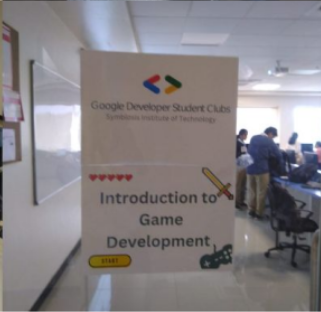 Google Developer Student Clubs
Symbiosis Institute of Technology
Introduction to
Game
Development
START